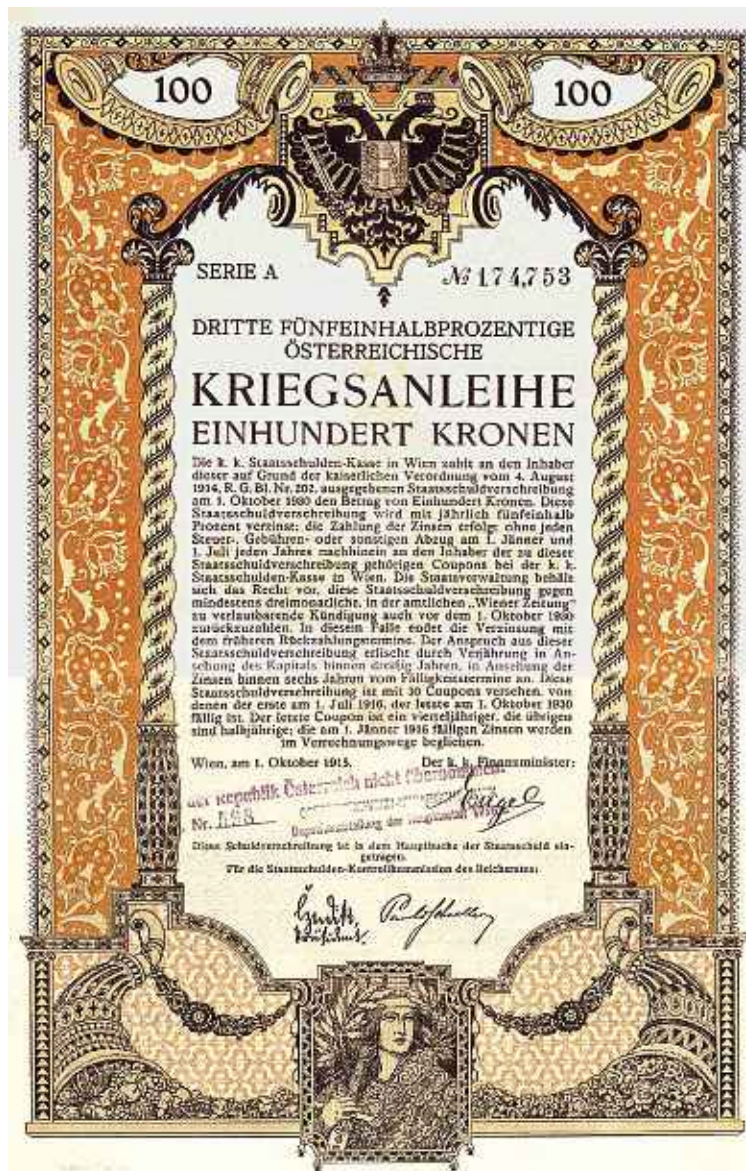 100
100
SERIE A
№ 174,753
DRITTE FÜNFEINHALBPROZENTIGE
ÖSTERREICHISCHE
KRIEGSANLEIHE
EINHUNDERT KRONEN
Die k. k. Staatsschulden-Kasse in Wien zahlt an den Inhaber
dieser auf Grund der kaiserlichen Verordnung vom 4. August
1914, R. G. Bl. Nr. 202, ausgegebenen Staatsschuldverschreibung
am 1. Oktober 1930 den Betrag von Einhundert Kronen. Diese
Staatsschuldverschreibung wird mit jährlich fünfeinhalb
Prozent verzinst; die Zahlung der Zinsen erfolgt ohne jeden
Steuer-, Gebühren- oder sonstigen Abzug am 1. Jänner und
1. Juli jeden Jahres nachhinein an den Inhaber der zu dieser
Staatsschuldverschreibung gehörigen Coupons bei der k. k.
Staatsschulden-Kasse in Wien. Die Staatsverwaltung behält
sich das Recht vor, diese Staatsschuldverschreibung gegen
mindestens dreimonatliche, in der amtlichen „Wiener Zeitung"
zu verlautbarende Kündigung auch vor dem 1. Oktober 1930
zurückzuzahlen. In diesem Falle endet die Verzinsung mit
dem früheren Rückzahlungstermine. Der Anspruch aus dieser
Staatsschuldverschreibung erlischt durch Verjährung in An-
sehung des Kapitals binnen dreißig Jahren, in Ansehung der
Zinsen binnen sechs Jahren vom Fälligkeitstermine an. Diese
Staatsschuldverschreibung ist mit 30 Coupons versehen, von
denen der erste am 1. Juli 1916, der letzte am 1. Oktober 1930
fällig ist. Der letzte Coupon ist ein vierteljähriger, die übrigen
sind halbjährige; die am 1. Jänner 1916 fälligen Zinsen werden
im Verrechnungswege beglichen.
Wien, am 1. Oktober 1915.
Der k. k. Finanzminister:
der Republik Österreich nicht übernommen.
Nr.
Diese Schuldverschreibung ist in dem Hauptbuche der Staatsschuld ein-
getragen.
Für die Staatsschulden-Kontrollkommission des Reichsrates:
Präsident.